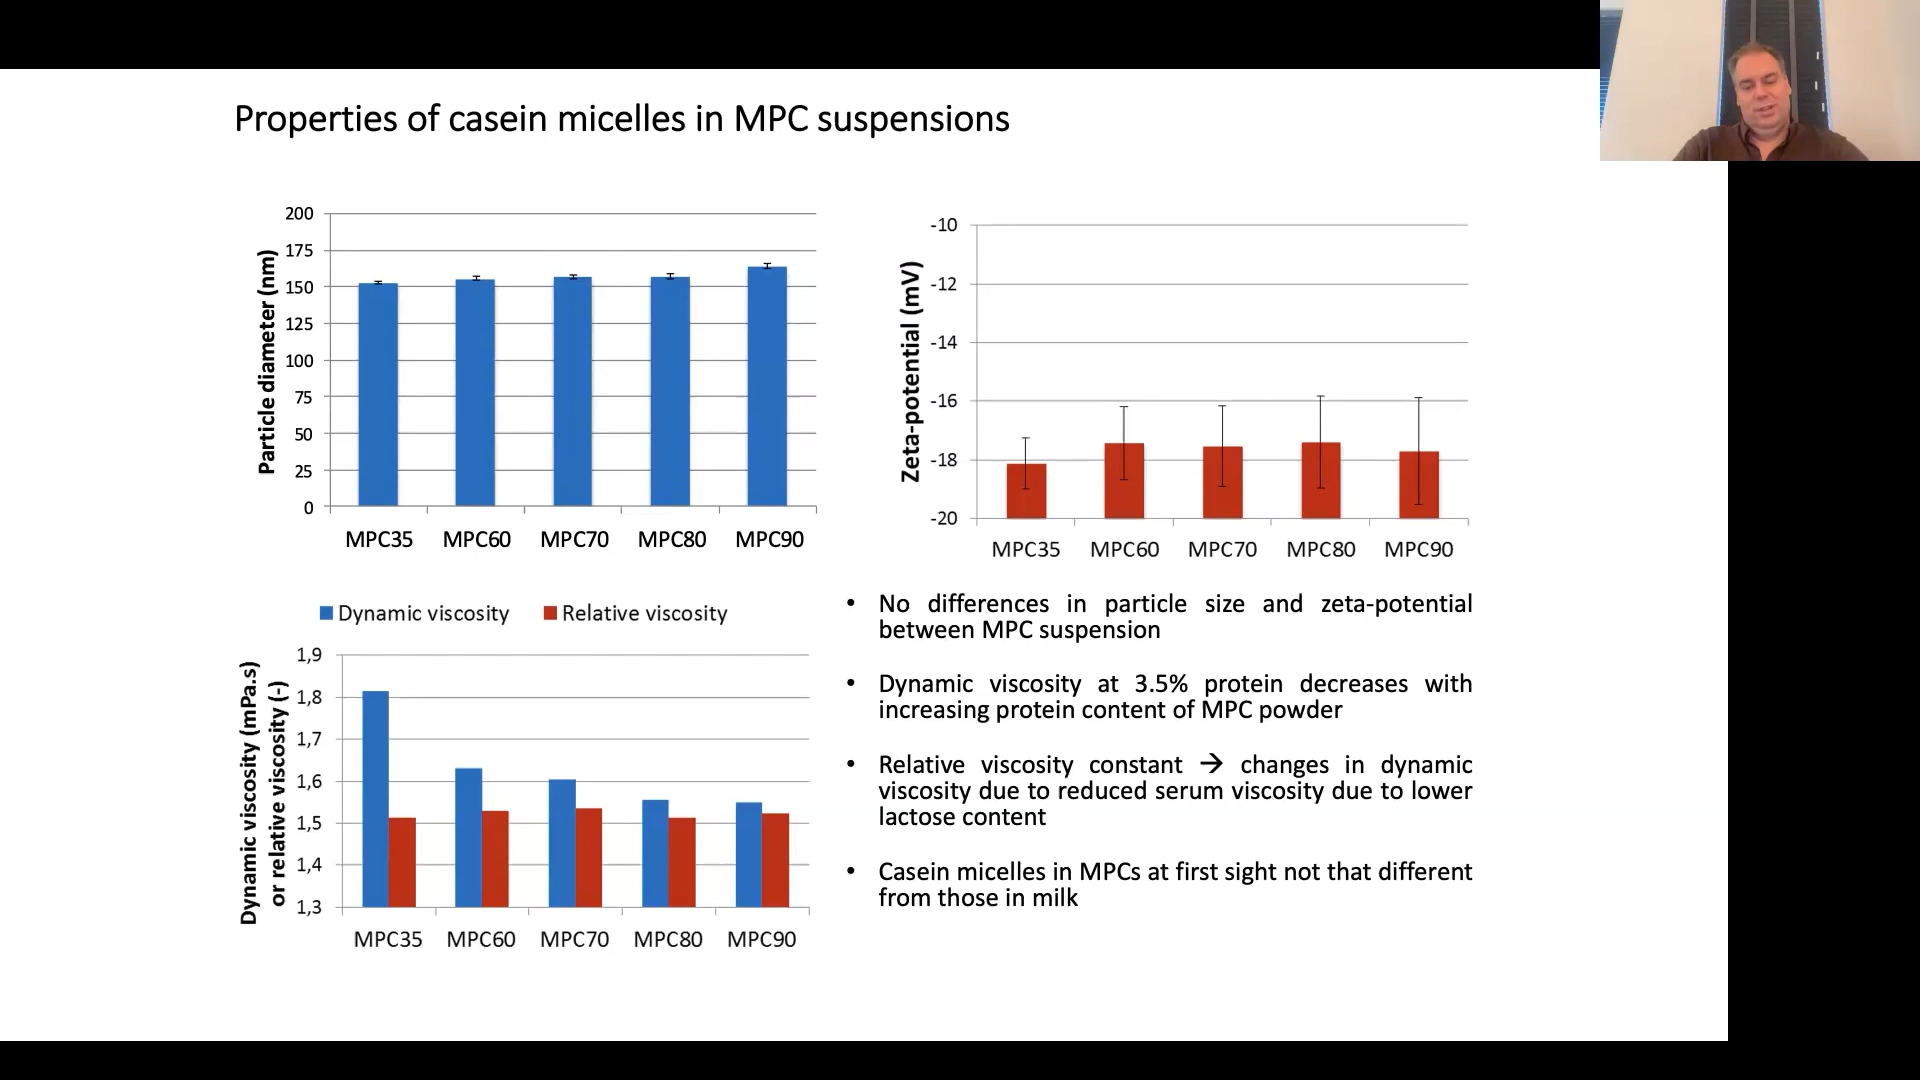 Properties of casein micelles in MPC suspensions
Particle diameter (nm)
200
175
150
125
100
75
50
25
0
MPC35 MPC60 MPC70 MPC80 MPC90
Zeta-potential (mV)
-10
-12
-14
-16
-18
-20
MPC35 MPC60 MPC70 MPC80 MPC90
Dynamic viscosity Relative viscosity
Dynamic viscosity (mPa.s)
or relative viscosity (-)
1,9
1,8
1,7
1,6
1,5
1,4
1,3
MPC35 MPC60 MPC70 MPC80 MPC90
• No differences in particle size and zeta-potential
between MPC suspension
• Dynamic viscosity at 3.5% protein decreases with
increasing protein content of MPC powder
• Relative viscosity constant → changes in dynamic
viscosity due to reduced serum viscosity due to lower
lactose content
• Casein micelles in MPCs at first sight not that different
from those in milk